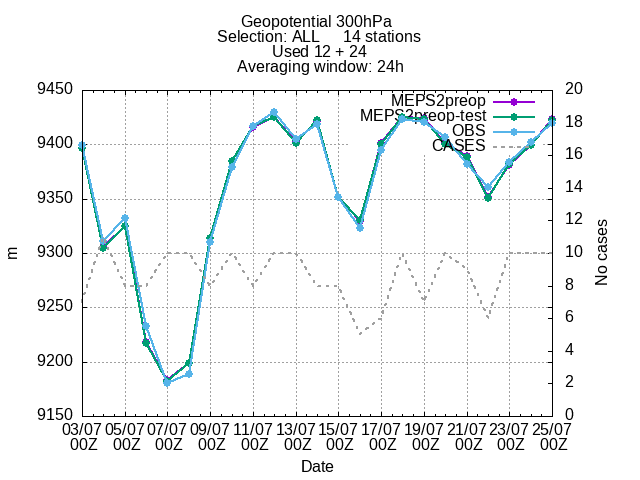 Geopotential 300hPa
Selection: ALL 14 stations
Used 12 + 24
Averaging window: 24h
9450 20
MEPS2preop
MEPS2preop-test
OBS
CASES
9400
9350
9300
9250
9200
9150
18
16
14
12
10
8
6
4
2
0
m
No cases
03/07 05/07 07/07 09/07 11/07 13/07 15/07 17/07 19/07 21/07 23/07 25/07
00Z 00Z 00Z 00Z 00Z 00Z 00Z 00Z 00Z 00Z 00Z 00Z
Date